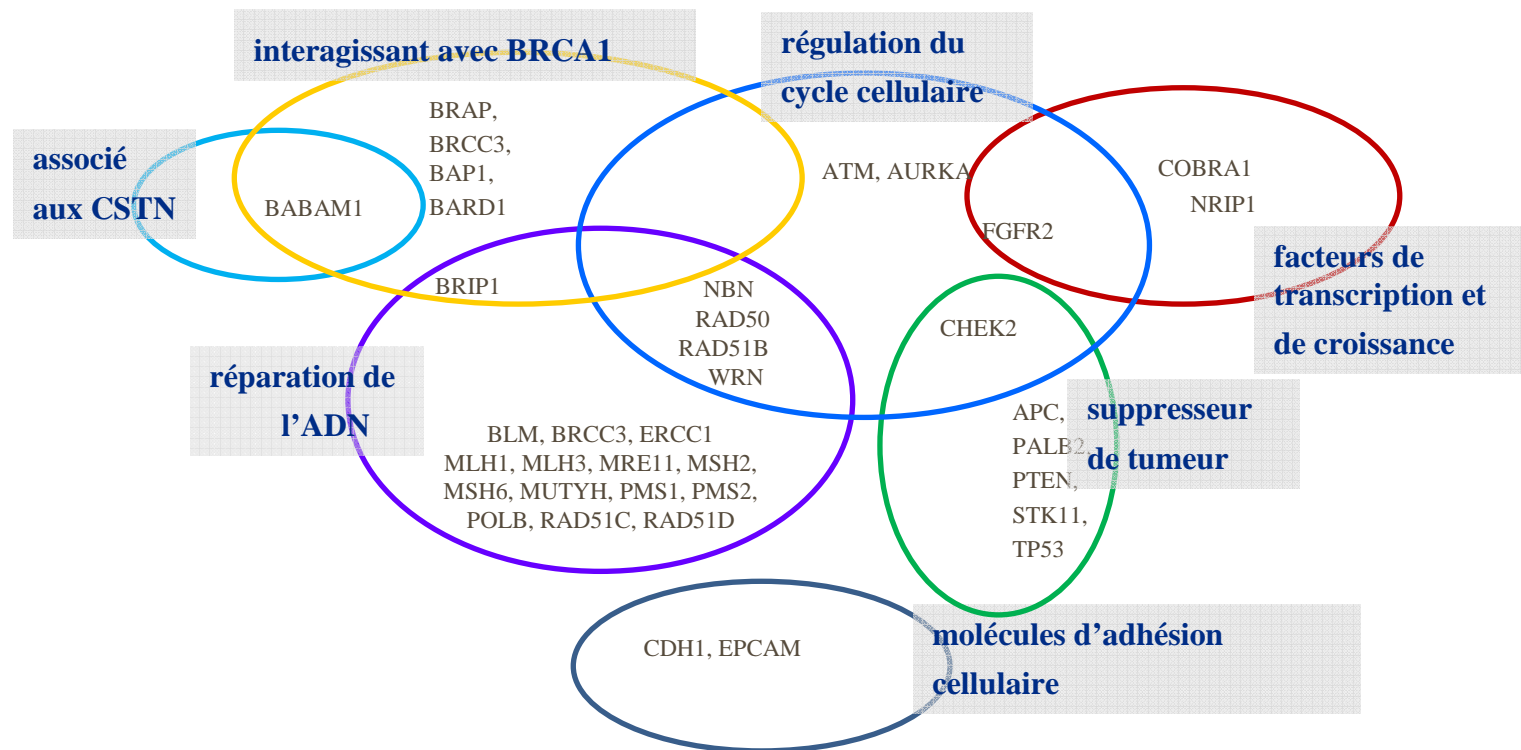 interagissant avec BRCA1
régulation du
cycle cellulaire
BRAP,
BRCC3,
BAP1,
BARD1
associé
aux CSTN
BABAM1
ATM, AURKA
COBRA1
NRIP1
FGFR2
facteurs de
transcription et
de croissance
BRIP1
NBN
RAD50
RAD51B
WRN
CHEK2
réparation de
l’ADN
BLM, BRCC3, ERCC1
MLH1, MLH3, MRE11, MSH2,
MSH6, MUTYH, PMS1, PMS2,
POLB, RAD51C, RAD51D
APC,
PALB2,
PTEN,
STK11,
TP53
suppresseur
de tumeur
CDH1, EPCAM
molécules d’adhésion
cellulaire